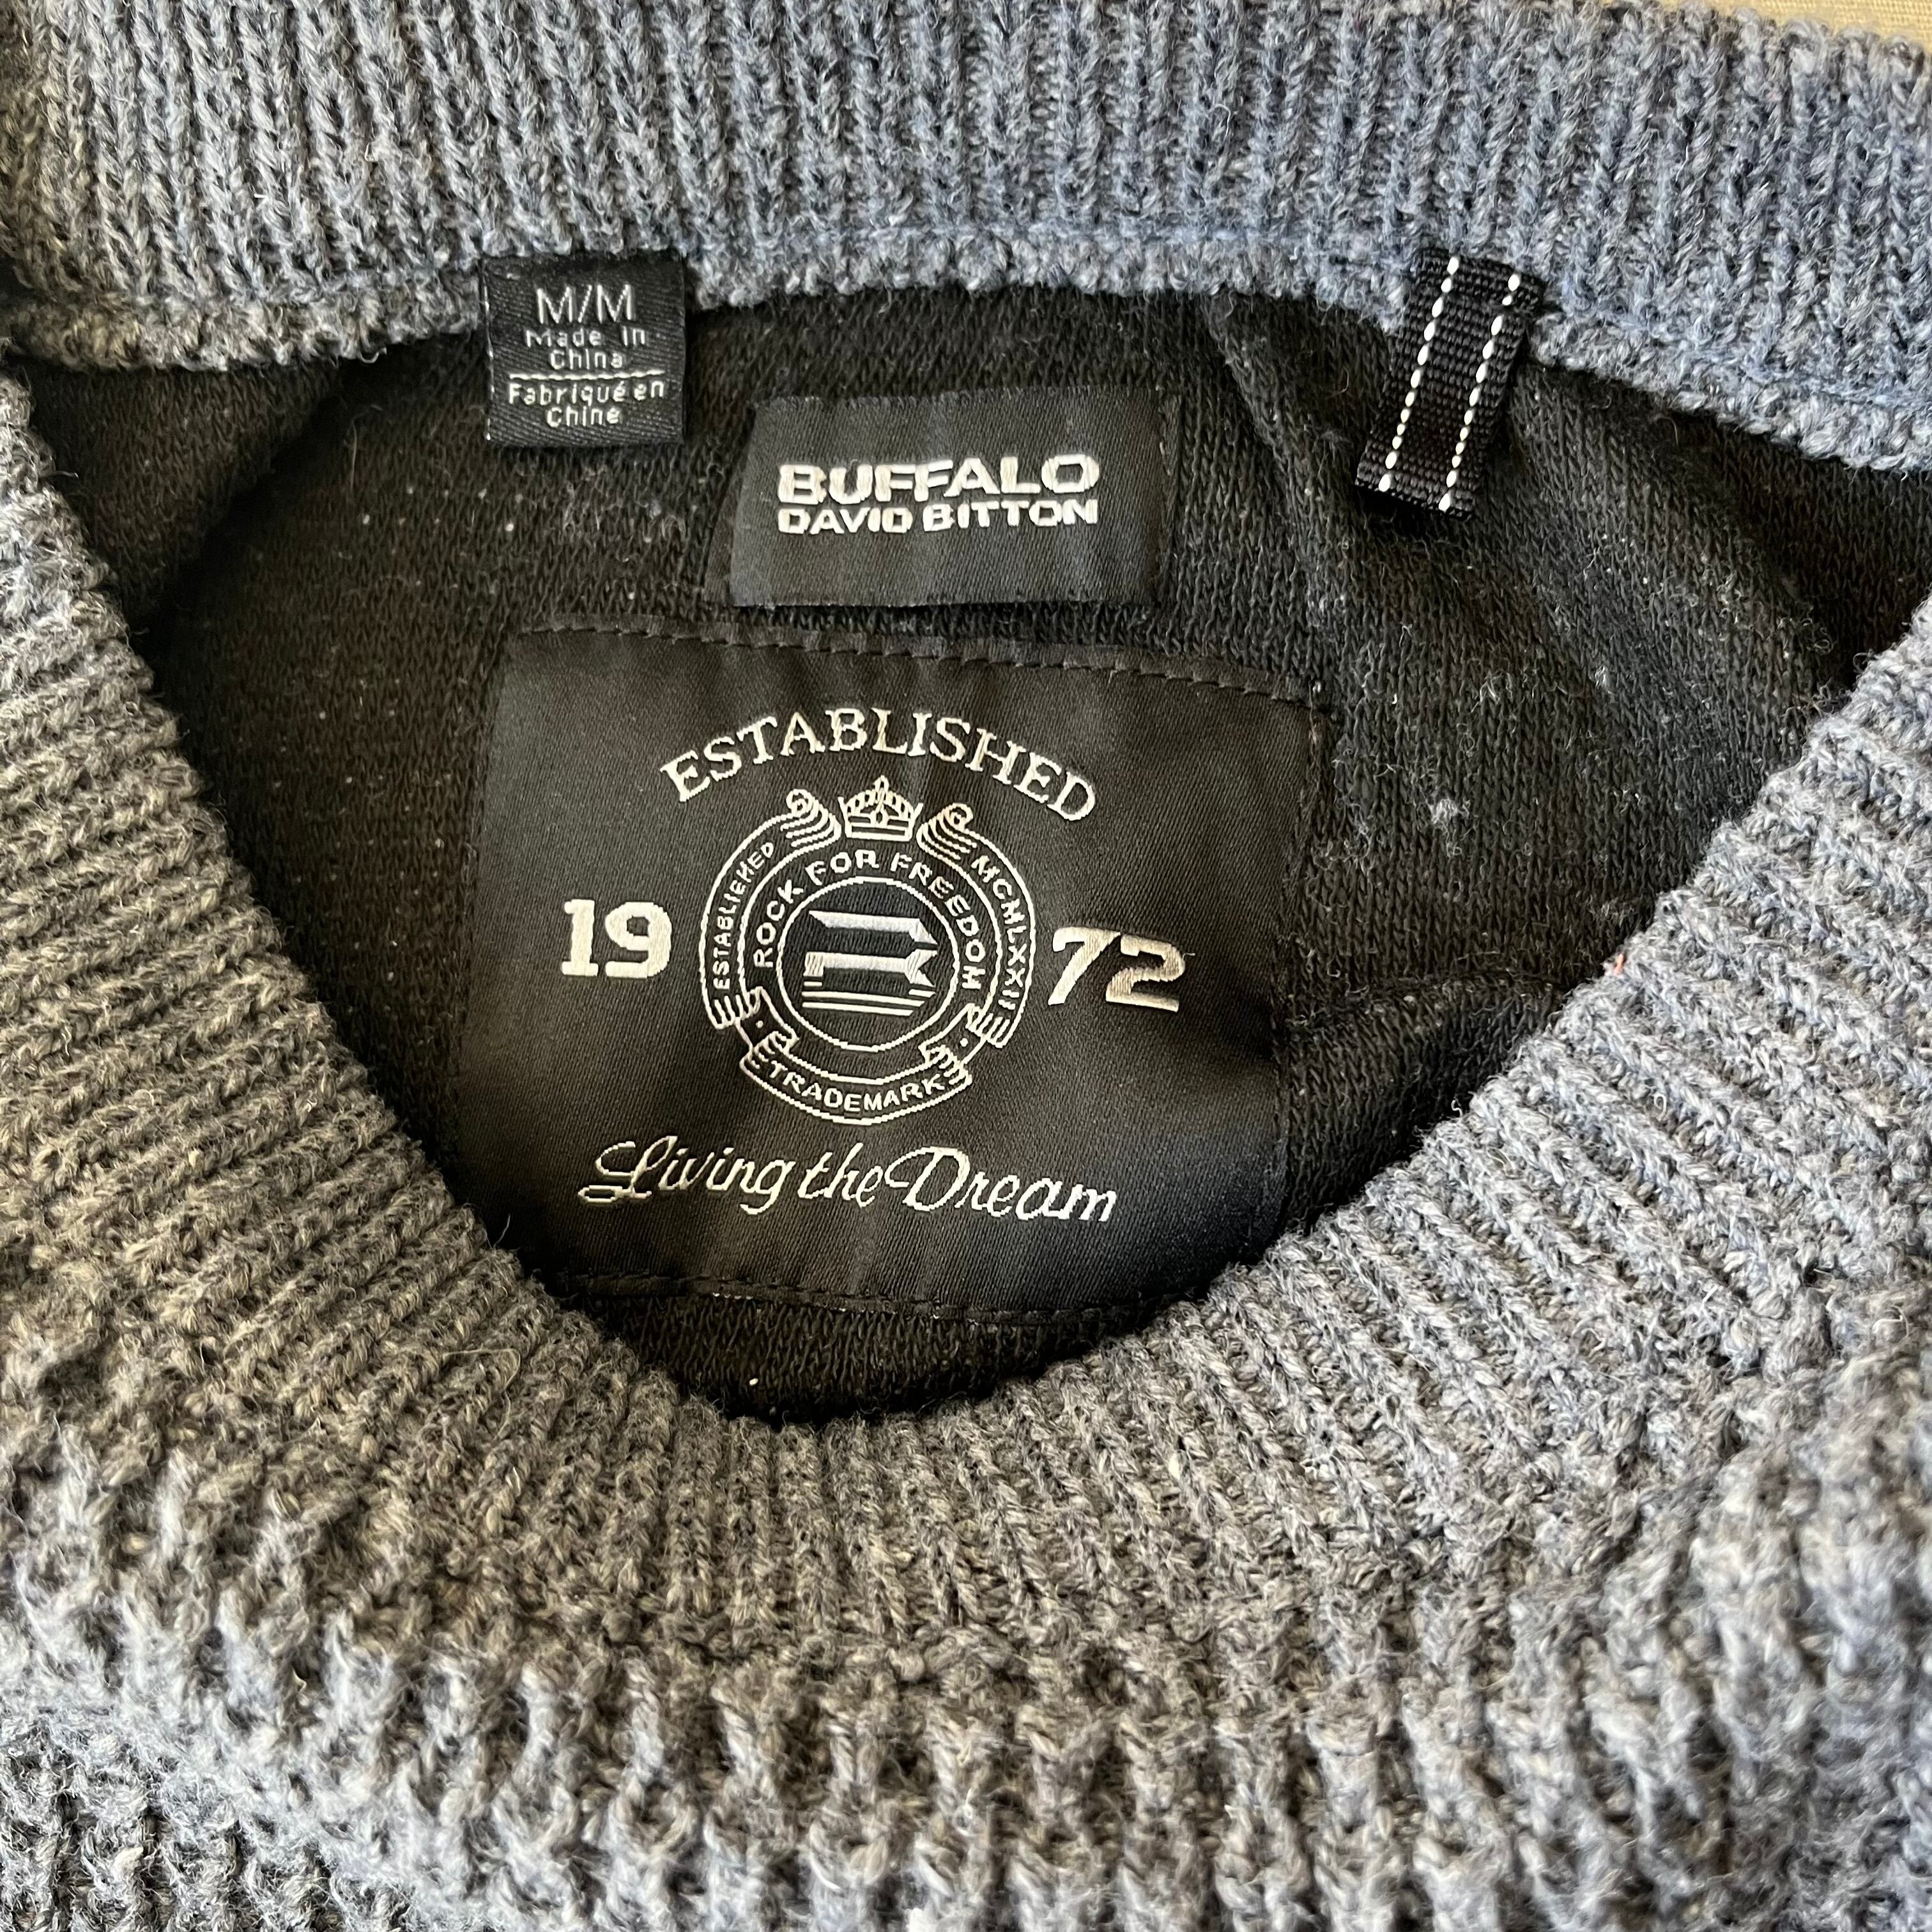 M/M
Made in
China
Fabriqué en
Chine
BUFFALO
DAVID BITTON
ESTABLISHED
19 72
ESTABLISHED MCMLXXII
ROCK FOR FREEDOM
TRADEMARK
Living the Dream